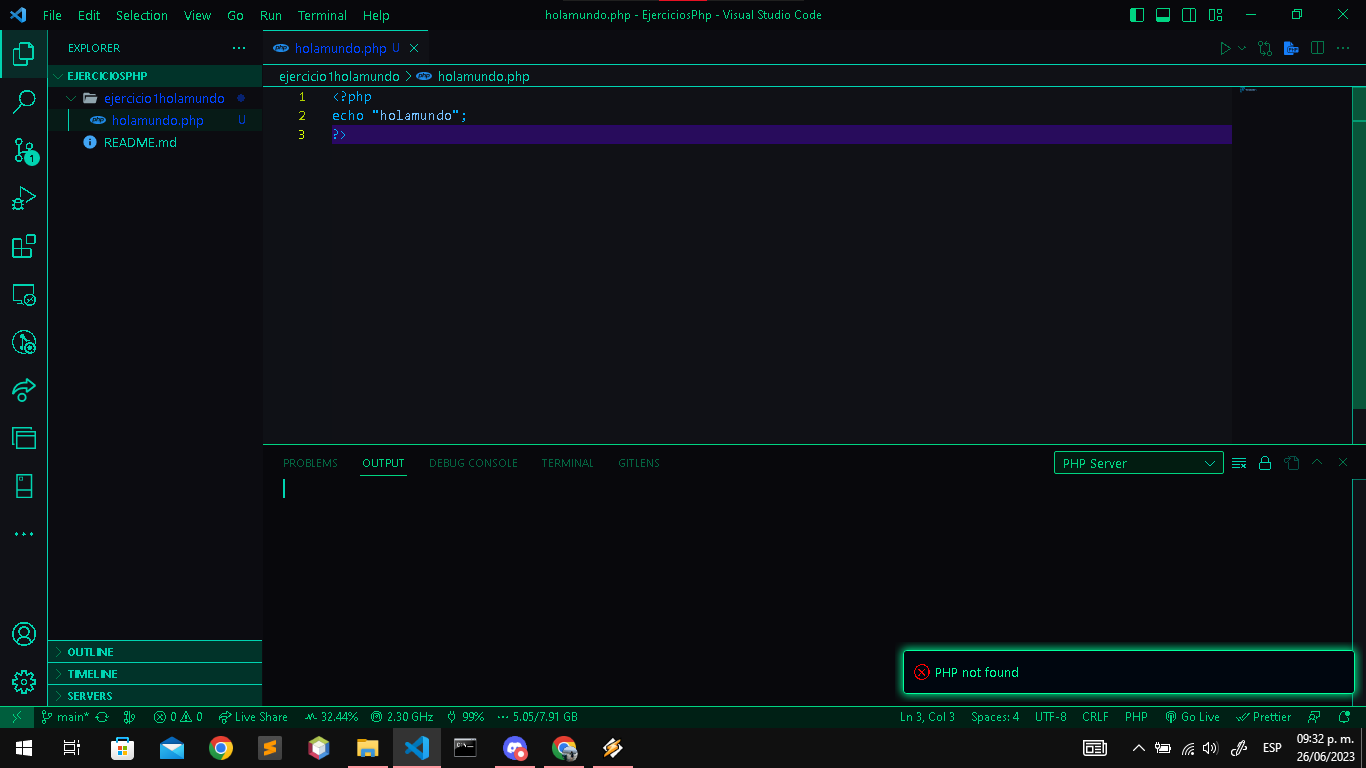 File Edit Selection View Go Run Terminal Help holamundo.php - EjerciciosPhp - Visual Studio Code
EXPLORER
holamundo.php U
EJERCICIOSPHP
ejercicio1holamundo
holamundo.php U
README.md
ejercicio1holamundo > holamundo.php
1 <?php
2 echo "holamundo";
3 ?>
1
PROBLEMS OUTPUT DEBUG CONSOLE TERMINAL GITLENS PHP Server
PHP not found
OUTLINE
TIMELINE
SERVERS
main* 0 0 Live Share 32.44% 2.30 GHz 99% 5.05/7.91 GB Ln 3, Col 3 Spaces: 4 UTF-8 CRLF PHP Go Live Prettier
ESP 09:32 p. m.
26/06/2023